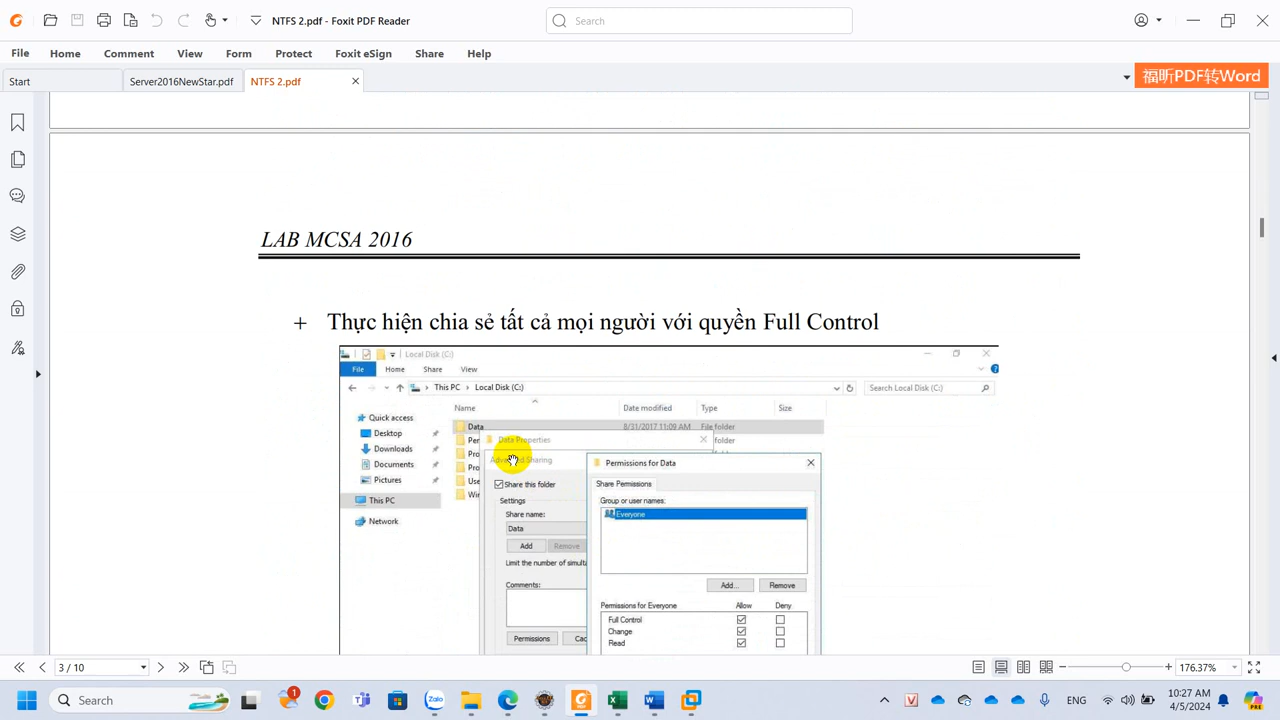 NTFS 2.pdf - Foxit PDF Reader
Search
File Home Comment View Form Protect Foxit eSign Share Help
Start Server2016NewStar.pdf NTFS 2.pdf 福昕PDF转Word
LAB MCSA 2016
+ Thực hiện chia sẻ tất cả mọi người với quyền Full Control
Local Disk (C:)
File Home Share View
This PC Local Disk (C:) Search Local Disk (C:)
Name Date modified Type Size
Quick access
Desktop
Downloads
Documents
Pictures
This PC
Network
Data 8/31/2017 11:09 AM File folder
Data Properties
Advanced Sharing
Share this folder
Settings
Share name:
Data
Add Remove
Limit the number of simulta
Comments:
Permissions Cac
Permissions for Data
Share Permissions
Group or user names:
Everyone
Add... Remove
Permissions for Everyone Allow Deny
Full Control
Change
Read
3 / 10 176.37%
Search 1 Zalo ENG 10:27 AM
4/5/2024 PRE